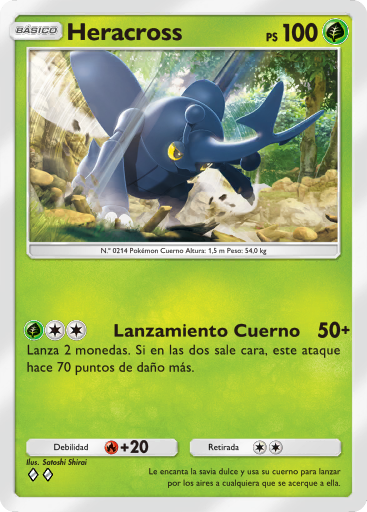 BÁSICO
Heracross
PS 100
N.º 0214 Pokémon Cuerno Altura: 1,5 m Peso: 54,0 kg
Lanzamiento Cuerno 50+
Lanza 2 monedas. Si en las dos sale cara, este ataque
hace 70 puntos de daño más.
Debilidad +20 Retirada
Ilus. Satoshi Shirai
Le encanta la savia dulce y usa su cuerno para lanzar
por los aires a cualquiera que se acerque a ella.